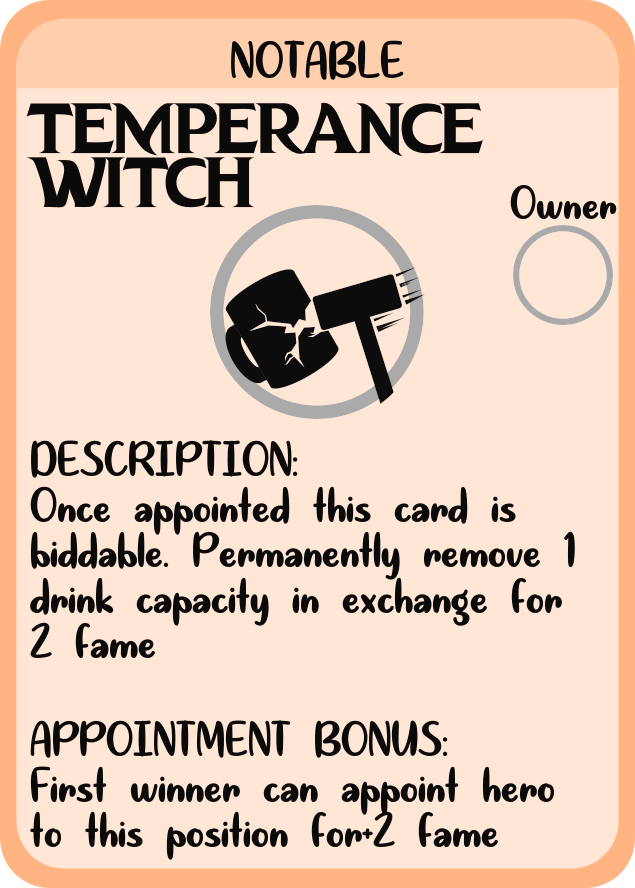 NOTABLE
TEMPERANCE
WITCH
Owner
DESCRIPTION:
Once appointed this card is
biddable. Permanently remove 1
drink capacity in exchange for
2 fame
APPOINTMENT BONUS:
First winner can appoint hero
to this position for+2 fame